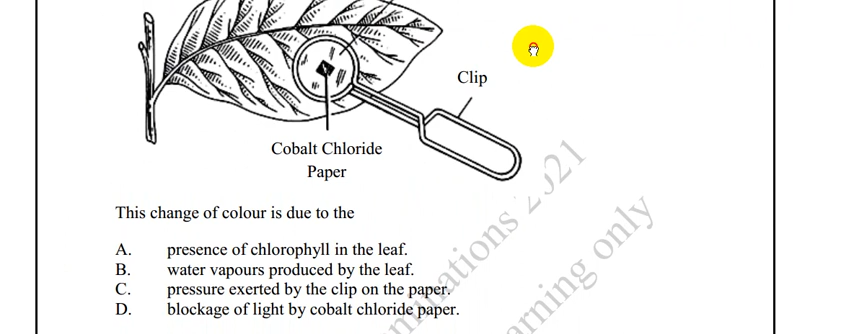 Clip
Cobalt Chloride
Paper
This change of colour is due to the
A. presence of chlorophyll in the leaf.
B. water vapours produced by the leaf.
C. pressure exerted by the clip on the paper.
D. blockage of light by cobalt chloride paper.
2021
only